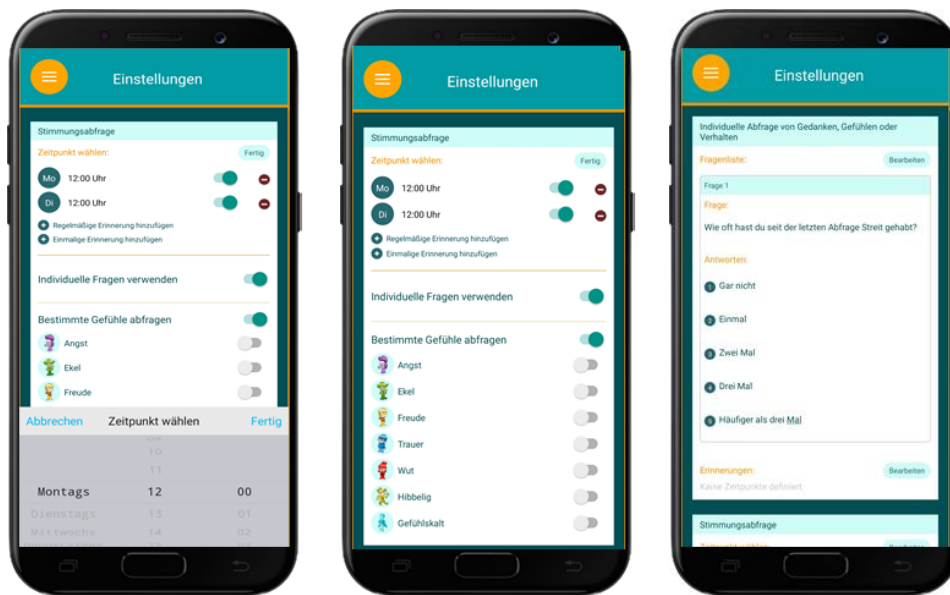 Einstellungen
Stimmungsabfrage
Zeitpunkt wählen:
Fertig
Mo 12:00 Uhr
Di 12:00 Uhr
Regelmäßige Erinnerung hinzufügen
Einmalige Erinnerung hinzufügen
Individuelle Fragen verwenden
Bestimmte Gefühle abfragen
Angst
Ekel
Freude
Abbrechen Zeitpunkt wählen Fertig
10
11
Montags 12 00
Dienstags 13 01
Mittwochs 14 02
Einstellungen
Stimmungsabfrage
Zeitpunkt wählen:
Fertig
Mo 12:00 Uhr
Di 12:00 Uhr
Regelmäßige Erinnerung hinzufügen
Einmalige Erinnerung hinzufügen
Individuelle Fragen verwenden
Bestimmte Gefühle abfragen
Angst
Ekel
Freude
Trauer
Wut
Hibbelig
Gefühlskalt
Einstellungen
Individuelle Abfrage von Gedanken, Gefühlen oder
Verhalten
Fragenliste: Bearbeiten
Frage 1
Frage:
Wie oft hast du seit der letzten Abfrage Streit gehabt?
Antworten:
1 Gar nicht
2 Einmal
3 Zwei Mal
4 Drei Mal
5 Häufiger als drei Mal
Erinnerungen: Bearbeiten
Keine Zeitpunkte definiert
Stimmungsabfrage